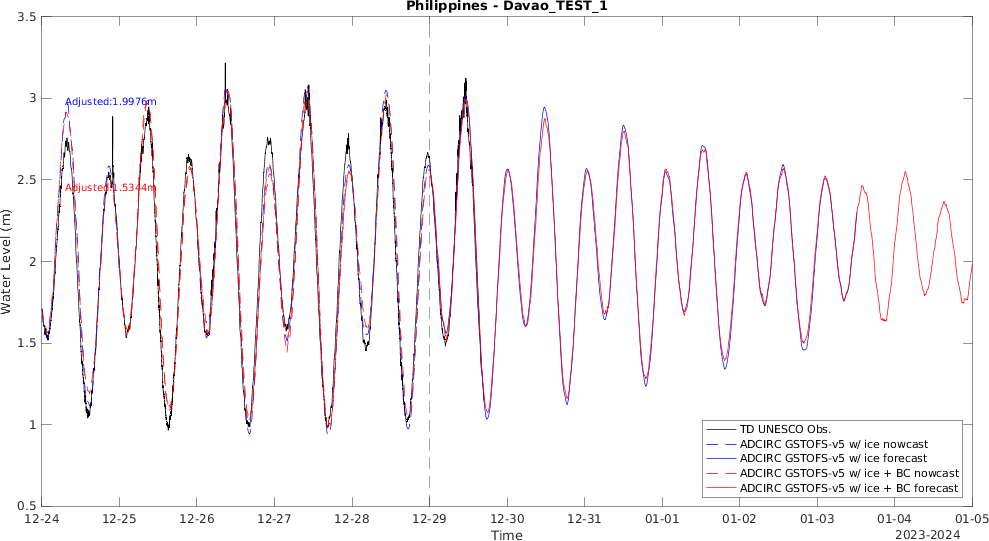 Philippines - Davao_TEST_1
3.5
3
2.5
2
1.5
1
0.5
Water Level (m)
Adjusted:1.9976m
Adjusted:1.5344m
TD UNESCO Obs.
ADCIRC GSTOFS-v5 w/ ice nowcast
ADCIRC GSTOFS-v5 w/ ice forecast
ADCIRC GSTOFS-v5 w/ ice + BC nowcast
ADCIRC GSTOFS-v5 w/ ice + BC forecast
12-24 12-25 12-26 12-27 12-28 12-29 12-30 12-31 01-01 01-02 01-03 01-04 01-05
Time
2023-2024